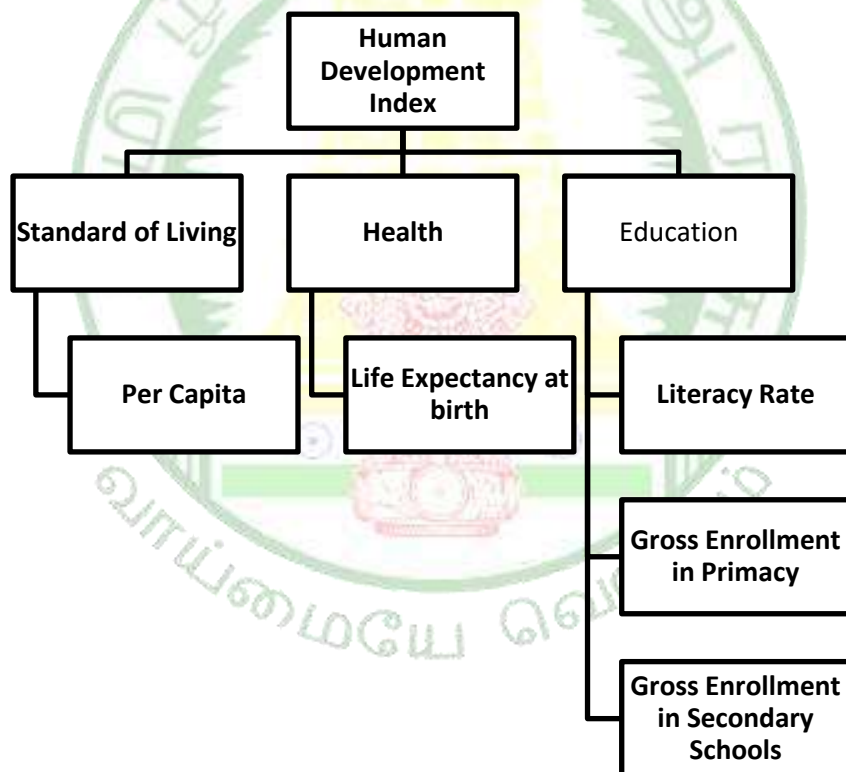 Human
Development
Index
Standard of Living
Health
Education
Per Capita
Life Expectancy at
birth
Literacy Rate
Gross Enrollment
in Primacy
Gross Enrollment
in Secondary
Schools
வாய்மையே